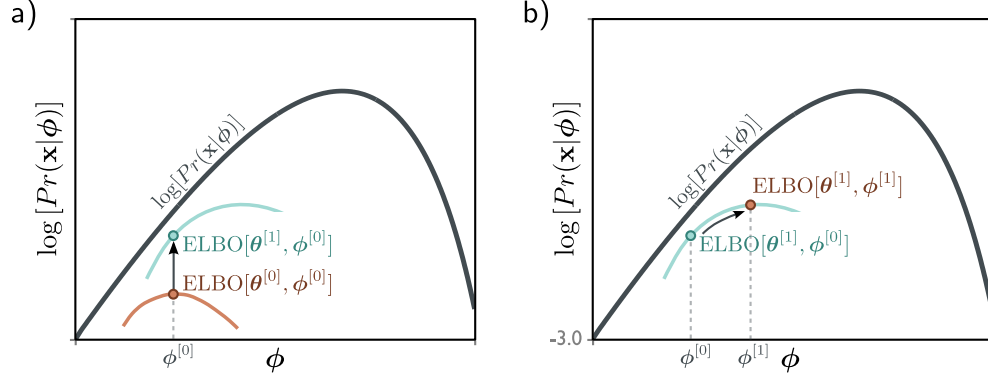 a)
log[Pr(𝐱|ϕ)]
log[Pr(𝐱|ϕ)]
ELBO[θ^[1], ϕ^[0]]
ELBO[θ^[0], ϕ^[0]]
ϕ^[0]
ϕ
b)
log[Pr(𝐱|ϕ)]
log[Pr(𝐱|ϕ)]
ELBO[θ^[1], ϕ^[1]]
ELBO[θ^[1], ϕ^[0]]
-3.0
ϕ^[0]
ϕ^[1]
ϕ